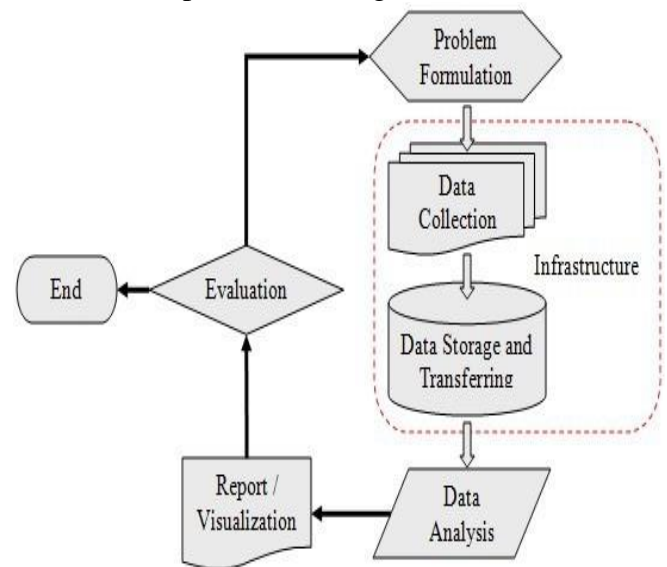 Problem
Formulation
Data
Collection
Infrastructure
Data Storage and
Transferring
Data
Analysis
Report /
Visualization
Evaluation
End